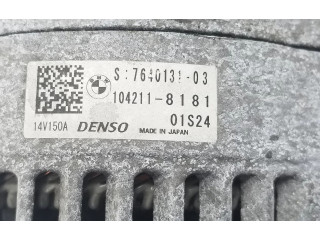 S:7640131-03
104211-8181
01S24
14V150A DENSO MADE IN JAPAN